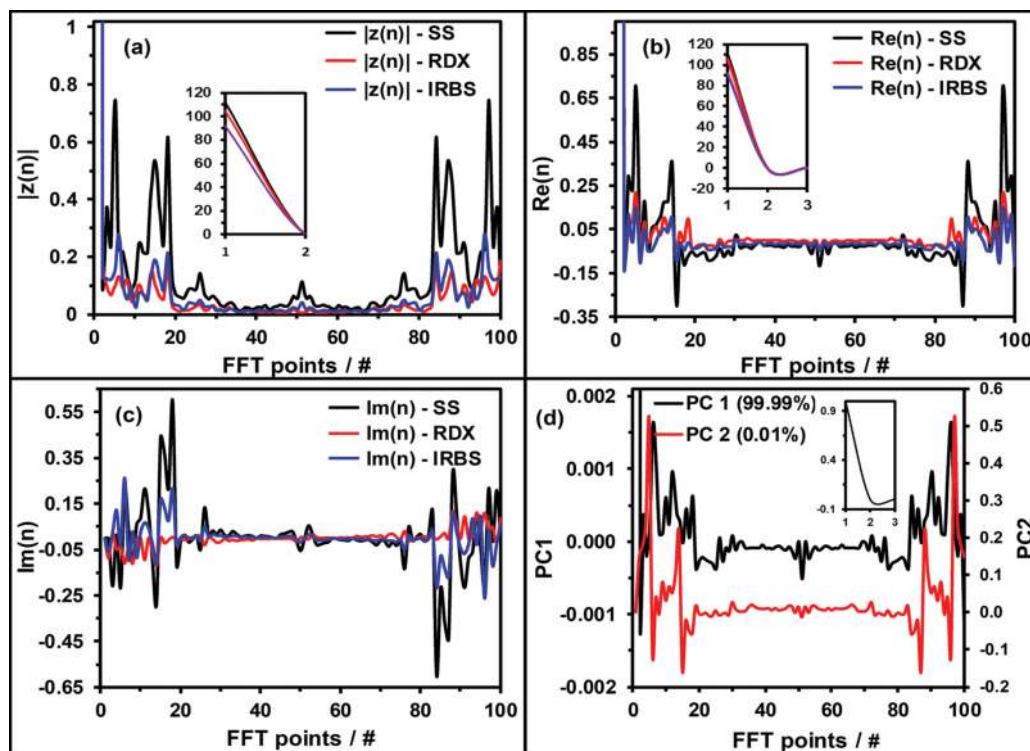 (a)
|z(n)| - SS
|z(n)| - RDX
|z(n)| - IRBS
1
0.8
0.6
0.4
0.2
0
|z(n)|
120
100
80
60
40
20
0
1 2
0 20 40 60 80 100
FFT points / #
(b)
Re(n) - SS
Re(n) - RDX
Re(n) - IRBS
0.85
0.65
0.45
0.25
0.05
-0.15
-0.35
Re(n)
120
100
80
60
40
20
0
-20
1 2 3
0 20 40 60 80 100
FFT points / #
(c)
Im(n) - SS
Im(n) - RDX
Im(n) - IRBS
0.55
0.35
0.15
-0.05
-0.25
-0.45
-0.65
Im(n)
0 20 40 60 80 100
FFT points / #
(d)
PC 1 (99.99%)
PC 2 (0.01%)
0.002
0.001
0.000
-0.001
-0.002
PC1
0.9
0.4
-0.1
1 2 3
0.6
0.5
0.4
0.3
0.2
0.1
0.0
-0.1
-0.2
PC2
0 20 40 60 80 100
FFT points / #